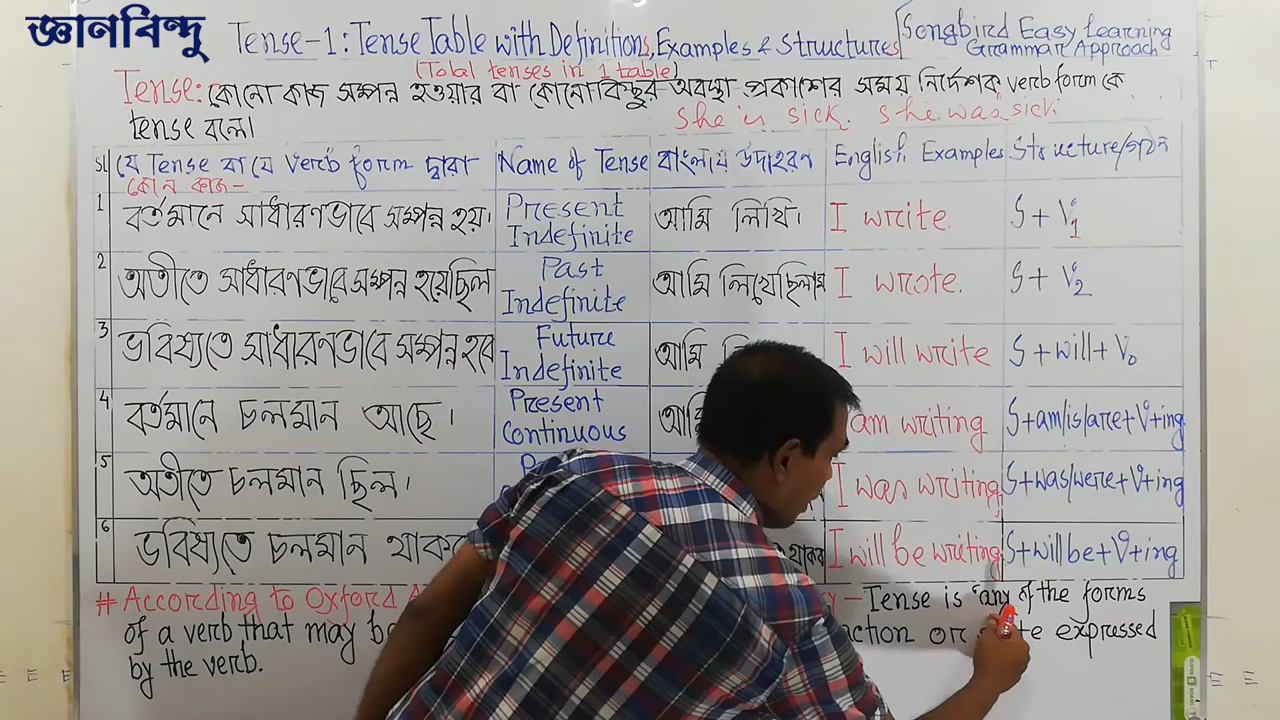 জ্ঞানবিন্দু
Tense-1: Tense Table with Definitions, Examples & Structures
Songbird Easy Learning
Grammar Approach
(Total tenses in 1 table)
Tense: কোনো কাজ সম্পন্ন হওয়ার বা কোনোকিছুর অবস্থা প্রকাশের সময় নির্দেশক verb form কে
tense বলে।
She is sick. She was sick
SL যে Tense বা যে Verb form দ্বারা Name of Tense বাংলায় উদাহরণ English Examples Structure/গঠন
কোন কাজ-
1 বর্তমানে সাধারণভাবে সম্পন্ন হয়। Present Indefinite আমি লিখি। I write. S + V1
2 অতীতে সাধারণভাবে সম্পন্ন হয়েছিল Past Indefinite আমি লিখেছিলাম I wrote. S + V2
3 ভবিষ্যতে সাধারণভাবে সম্পন্ন হবে Future Indefinite আমি I will write S + will + V0
4 বর্তমানে চলমান আছে। Present Continuous am writing S+am/is/are+V+ing
5 অতীতে চলমান ছিল। I was writing S+was/were+V+ing
6 ভবিষ্যতে চলমান I will be writing S+will be+V+ing
# According to Oxford – Tense is "any of the forms
of a verb that may action or expressed
by the verb.